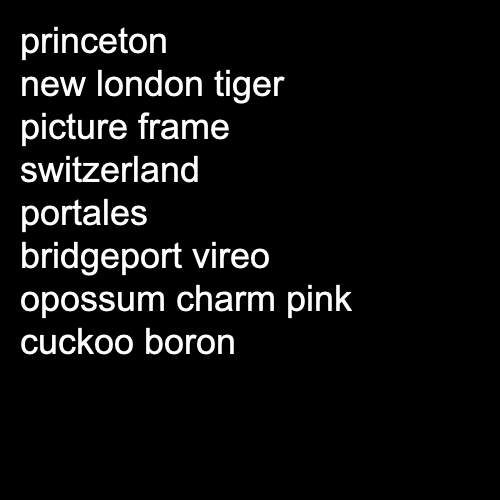 princeton
new london tiger
picture frame
switzerland
portales
bridgeport vireo
opossum charm pink
cuckoo boron